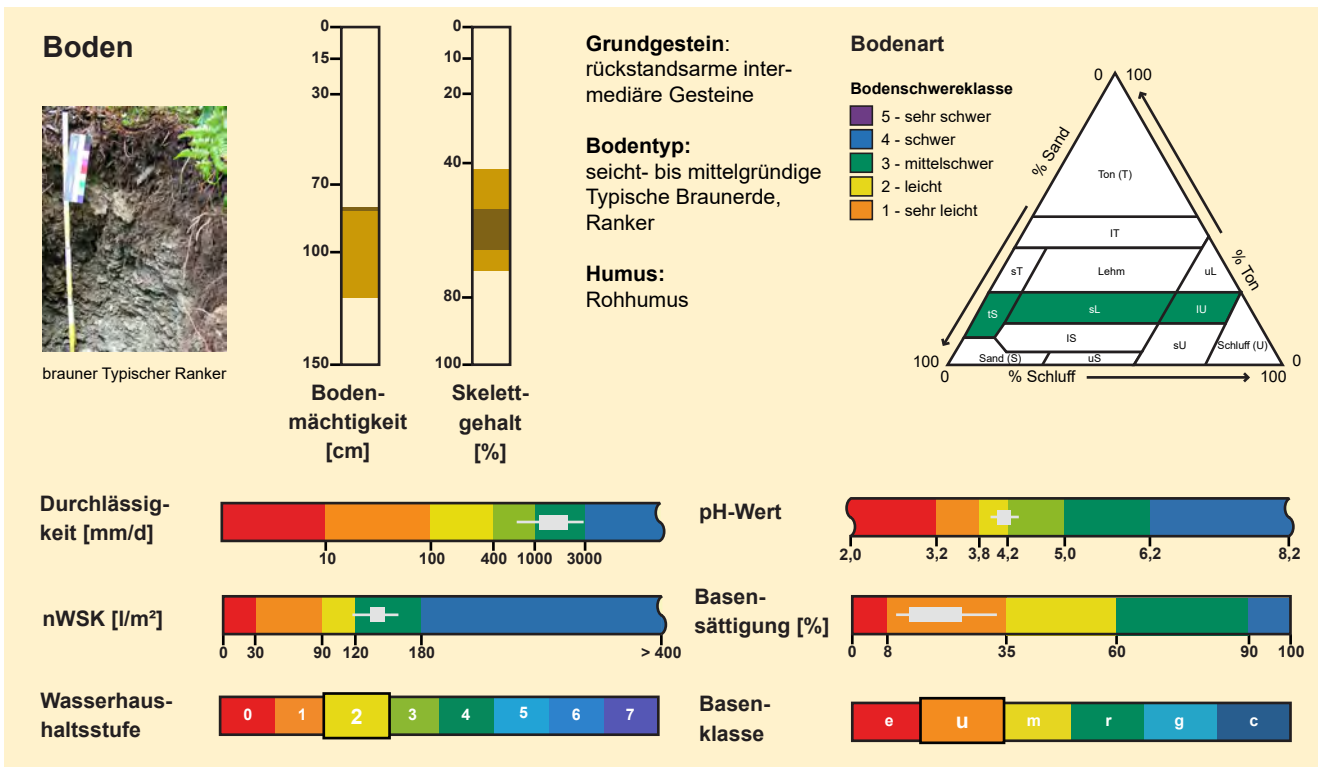 Boden
brauner Typischer Ranker
0
15
30
70
100
150
Boden-
mächtigkeit
[cm]
0
10
20
40
80
100
Skelett-
gehalt
[%]
Grundgestein:
rückstandsarme inter-
mediäre Gesteine
Bodentyp:
seicht- bis mittelgründige
Typische Braunerde,
Ranker
Humus:
Rohhumus
Bodenart
Bodenschwereklasse
5 - sehr schwer
4 - schwer
3 - mittelschwer
2 - leicht
1 - sehr leicht
0 100
% Sand
% Ton
Ton (T)
lT
sT Lehm uL
tS sL lU
lS sU Schluff (U)
Sand (S) uS
100 0
0 % Schluff 100
Durchlässig-
keit [mm/d]
10 100 400 1000 3000
nWSK [l/m²]
0 30 90 120 180 > 400
Wasserhaus-
haltsstufe
0 1 2 3 4 5 6 7
pH-Wert
2,0 3,2 3,8 4,2 5,0 6,2 8,2
Basen-
sättigung [%]
0 8 35 60 90 100
Basen-
klasse
e u m r g c